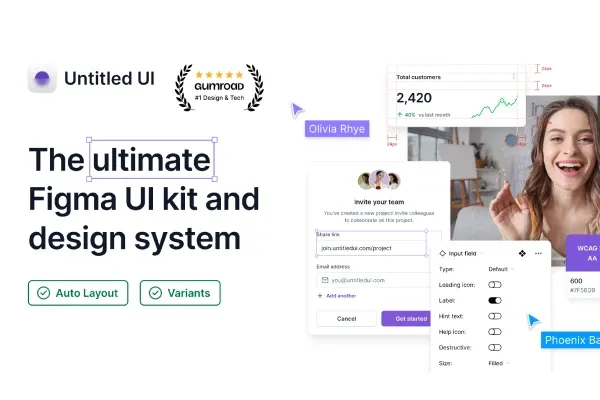 Untitled UI
GUMROAD
#1 Design & Tech
The ultimate
Figma UI kit and
design system
Auto Layout
Variants
Olivia Rhye
Total customers
2,420
40% vs last month
24px
24px
24px
24px
Invite your team
You've created a new project! Invite colleagues
to collaborate on this project.
Share link
join.untitledui.com/project
Email address
you@untitledui.com
Add another
Cancel
Get started
Input field
Type: Default
Loading icon:
Label:
Hint text:
Help icon:
Destructive:
Size: Filled
WCAG
AA
600
#7F56D9
Phoenix Ba